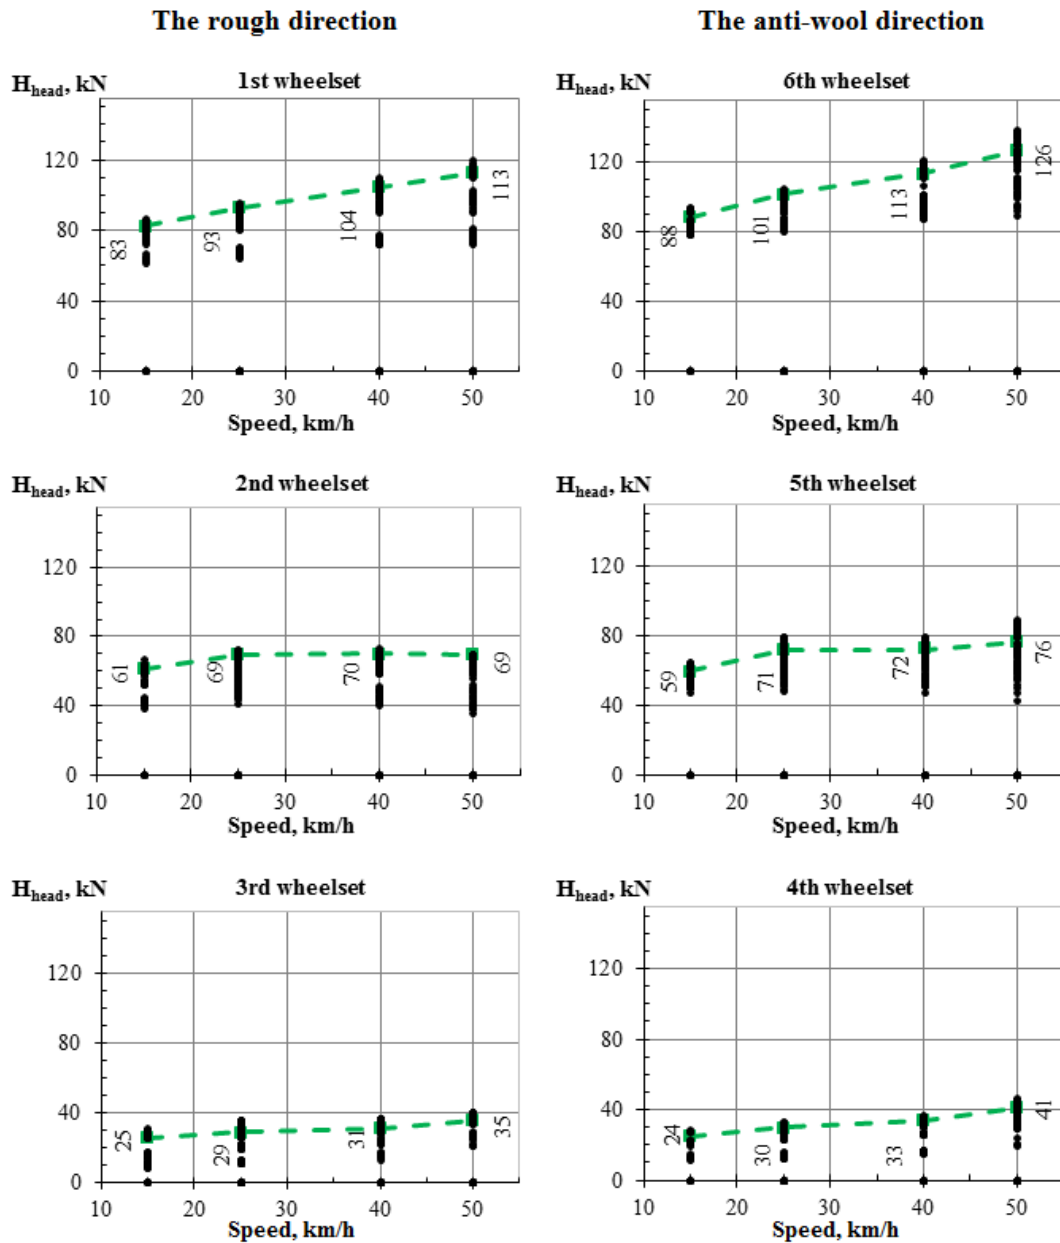 The rough direction
The anti-wool direction
H_head, kN
1st wheelset
120
80
40
0
83
93
104
113
10 20 30 40 50
Speed, km/h
H_head, kN
6th wheelset
120
80
40
0
88
101
113
126
10 20 30 40 50
Speed, km/h
H_head, kN
2nd wheelset
120
80
40
0
61
69
70
69
10 20 30 40 50
Speed, km/h
H_head, kN
5th wheelset
120
80
40
0
59
71
72
76
10 20 30 40 50
Speed, km/h
H_head, kN
3rd wheelset
120
80
40
0
25
29
31
35
10 20 30 40 50
Speed, km/h
H_head, kN
4th wheelset
120
80
40
0
24
30
33
41
10 20 30 40 50
Speed, km/h